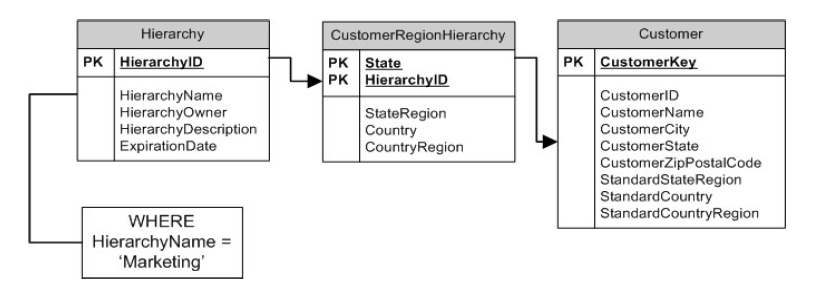 Hierarchy
PK HierarchyID
HierarchyName
HierarchyOwner
HierarchyDescription
ExpirationDate
CustomerRegionHierarchy
PK State
PK HierarchyID
StateRegion
Country
CountryRegion
Customer
PK CustomerKey
CustomerID
CustomerName
CustomerCity
CustomerState
CustomerZipPostalCode
StandardStateRegion
StandardCountry
StandardCountryRegion
WHERE
HierarchyName =
‘Marketing’